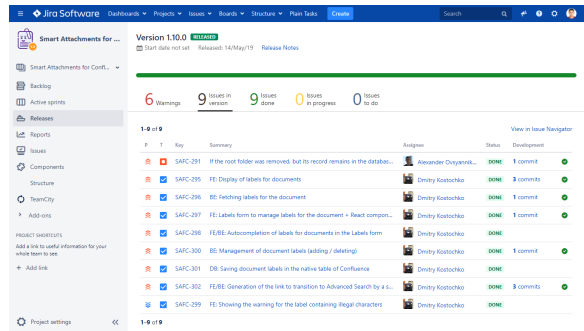 Jira Software Dashboards Projects Issues Boards Structure Plain Tasks Create Search
Smart Attachments for ...
Smart Attachments for Confl...
Backlog
Active sprints
Releases
Reports
Issues
Components
Structure
TeamCity
Add-ons
PROJECT SHORTCUTS
Add a link to useful information for your
whole team to see.
+ Add link
Project settings
Version 1.10.0 RELEASED
Start date not set Released: 14/May/19 Release Notes
6 Warnings 9 Issues in version 9 Issues done 0 Issues in progress 0 Issues to do
1–9 of 9 View in Issue Navigator
P T Key Summary Assignee Status Development
SAFC-291 If the root folder was removed, but its record remains in the databas... Alexander Ovsyannik... DONE 1 commit
SAFC-295 FE: Display of labels for documents Dmitry Kostochko DONE 3 commits
SAFC-296 BE: Fetching labels for the document Dmitry Kostochko DONE 1 commit
SAFC-297 FE: Labels form to manage labels for the document + React compon... Dmitry Kostochko DONE 1 commit
SAFC-298 FE/BE: Autocompletion of labels for documents in the Labels form Dmitry Kostochko DONE
SAFC-300 BE: Management of document labels (adding / deleting) Dmitry Kostochko DONE 1 commit
SAFC-301 DB: Saving document labels in the native table of Confluence Dmitry Kostochko DONE
SAFC-302 FE/BE: Generation of the link to transition to Advanced Search by a s... Dmitry Kostochko DONE 3 commits
SAFC-299 FE: Showing the warning for the label containing illegal characters Dmitry Kostochko DONE
1–9 of 9